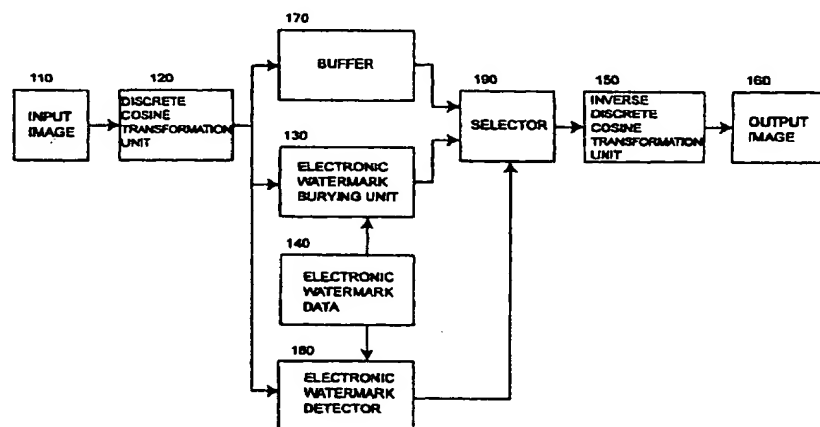 170
BUFFER
110
INPUT
IMAGE
120
DISCRETE
COSINE
TRANSFORMATION
UNIT
130
ELECTRONIC
WATERMARK
BURYING UNIT
140
ELECTRONIC
WATERMARK
DATA
180
ELECTRONIC
WATERMARK
DETECTOR
190
SELECTOR
150
INVERSE
DISCRETE
COSINE
TRANSFORMATION
UNIT
160
OUTPUT
IMAGE